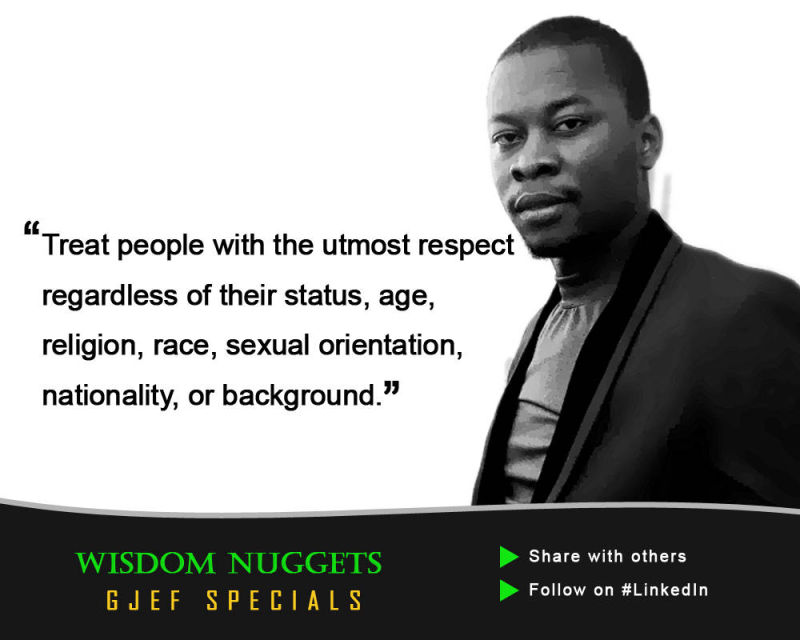 “Treat people with the utmost respect
regardless of their status, age,
religion, race, sexual orientation,
nationality, or background.”
WISDOM NUGGETS
GJEF SPECIALS
Share with others
Follow on #LinkedIn